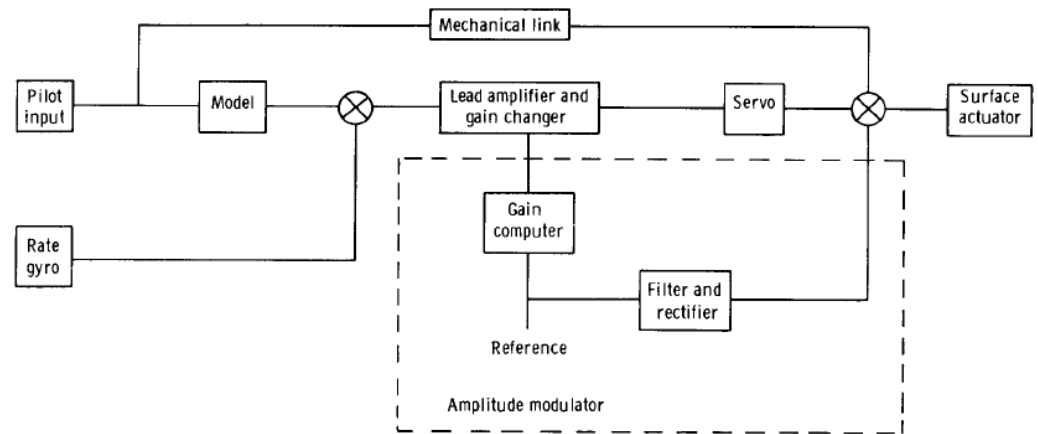 Mechanical link
Pilot
input
Model
Lead amplifier and
gain changer
Servo
Surface
actuator
Gain
computer
Rate
gyro
Filter and
rectifier
Reference
Amplitude modulator